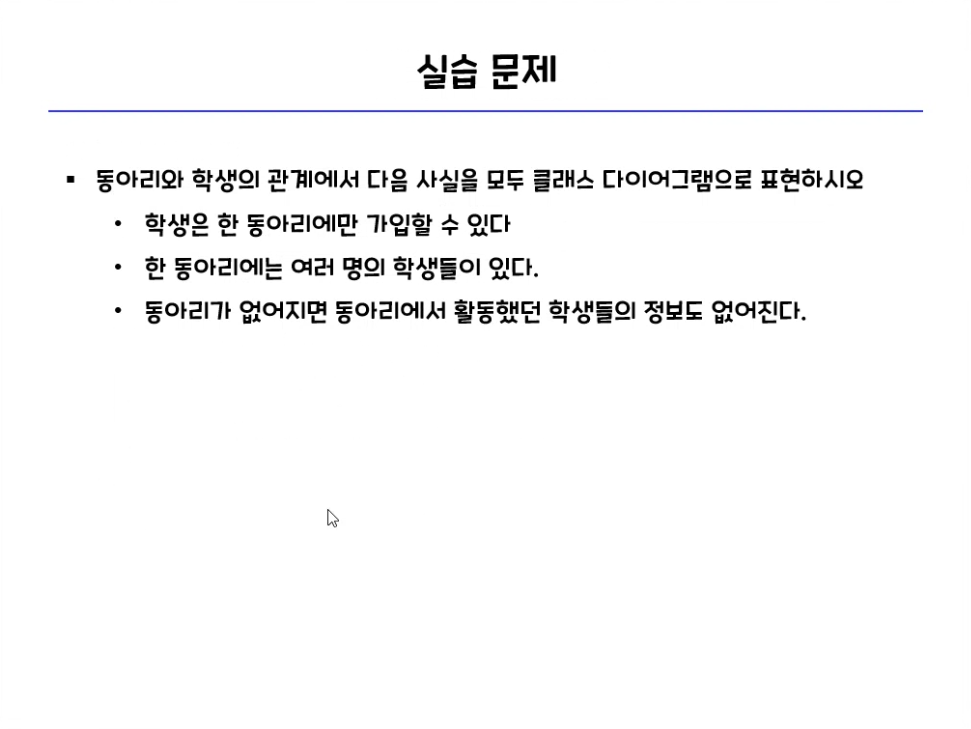 실습 문제
동아리와 학생의 관계에서 다음 사실을 모두 클래스 다이어그램으로 표현하시오
학생은 한 동아리에만 가입할 수 있다
한 동아리에는 여러 명의 학생들이 있다.
동아리가 없어지면 동아리에서 활동했던 학생들의 정보도 없어진다.